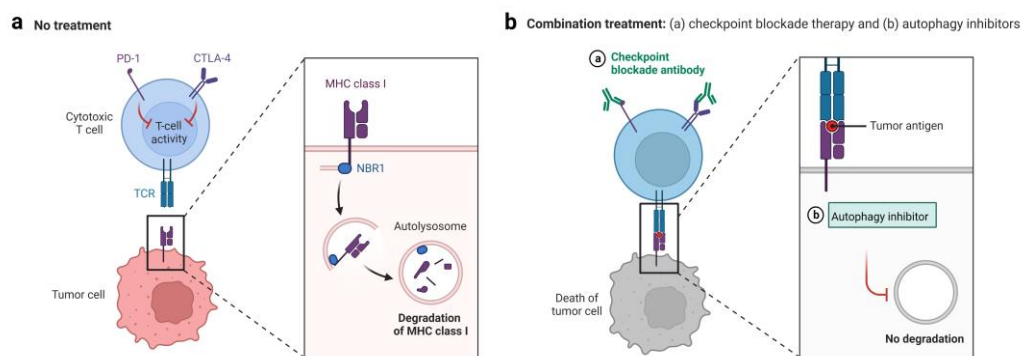 a No treatment
PD-1
CTLA-4
Cytotoxic
T cell
T-cell
activity
TCR
Tumor cell
MHC class I
NBR1
Autolysosome
Degradation
of MHC class I
b Combination treatment: (a) checkpoint blockade therapy and (b) autophagy inhibitors
a Checkpoint
blockade antibody
Death of
tumor cell
Tumor antigen
b Autophagy inhibitor
No degradation